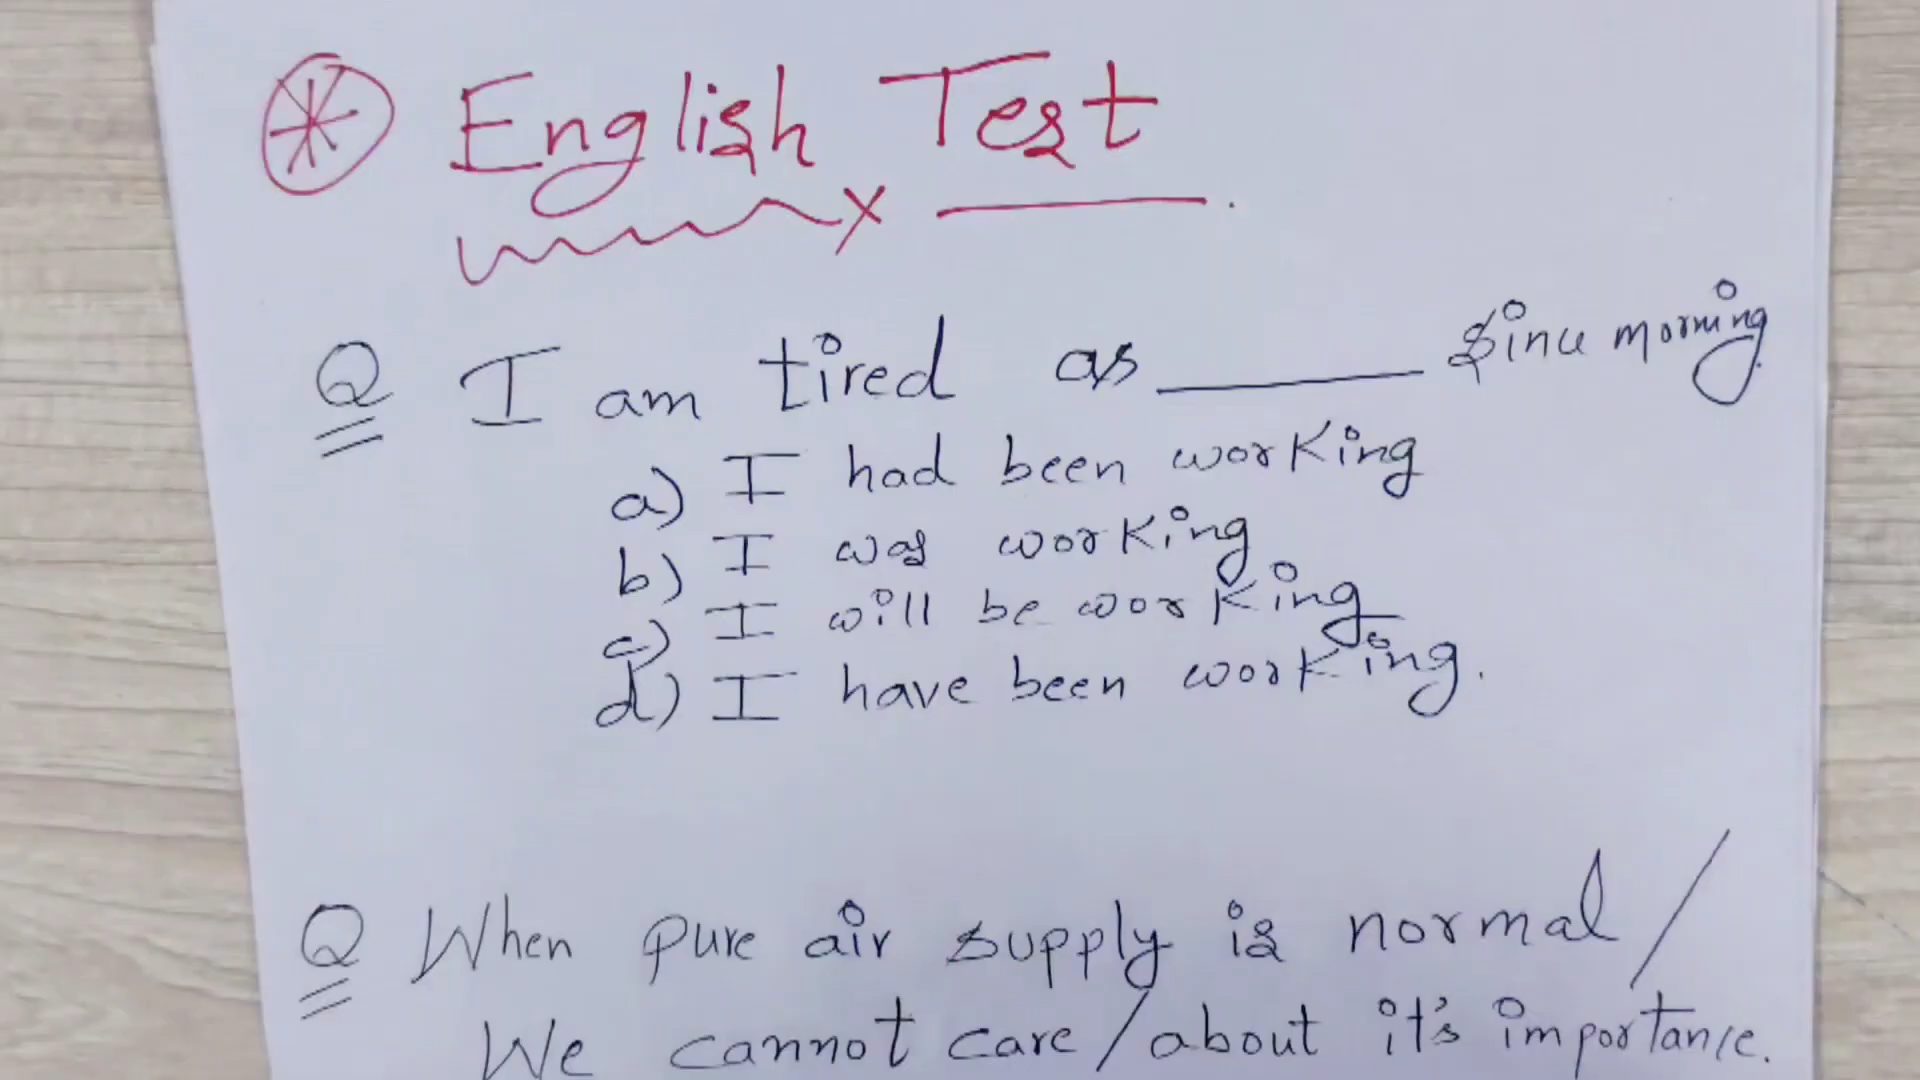 English Test
Q I am tired as ______ since morning
a) I had been working
b) I was working
c) I will be working
d) I have been working.
Q When pure air supply is normal /
We cannot care / about it's importance.